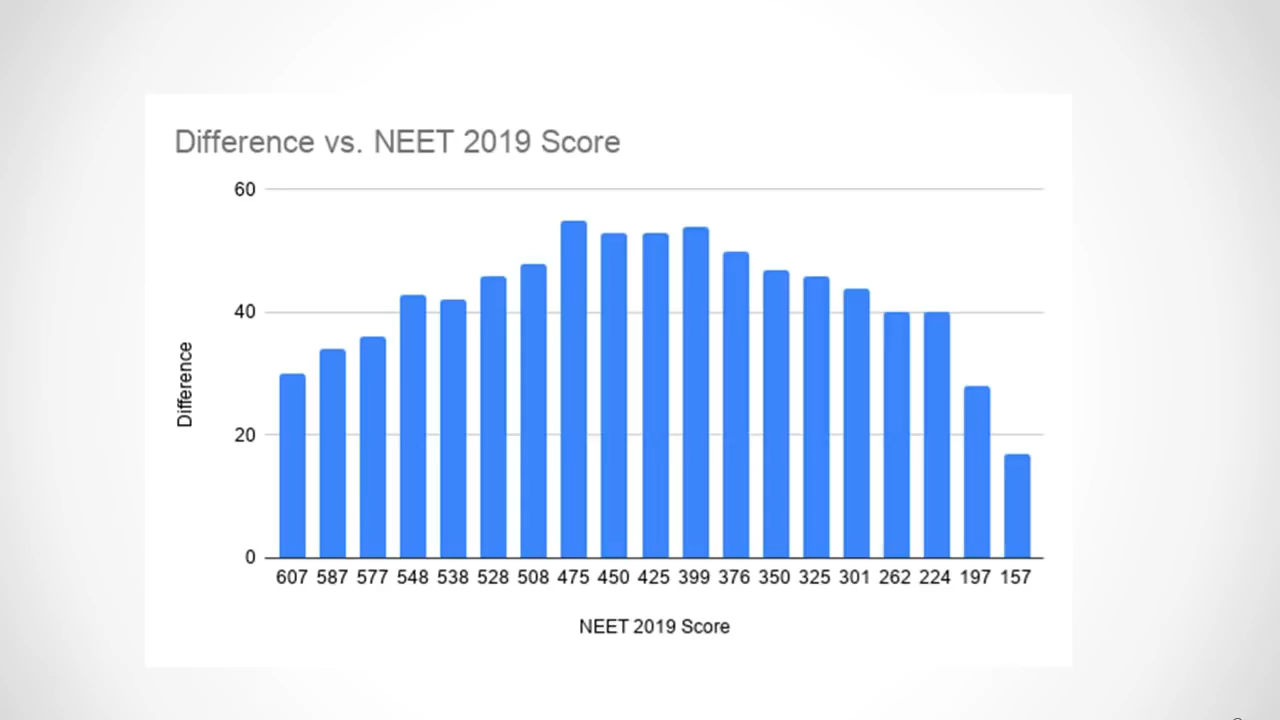 Difference vs. NEET 2019 Score
60
40
20
0
Difference
607 587 577 548 538 528 508 475 450 425 399 376 350 325 301 262 224 197 157
NEET 2019 Score